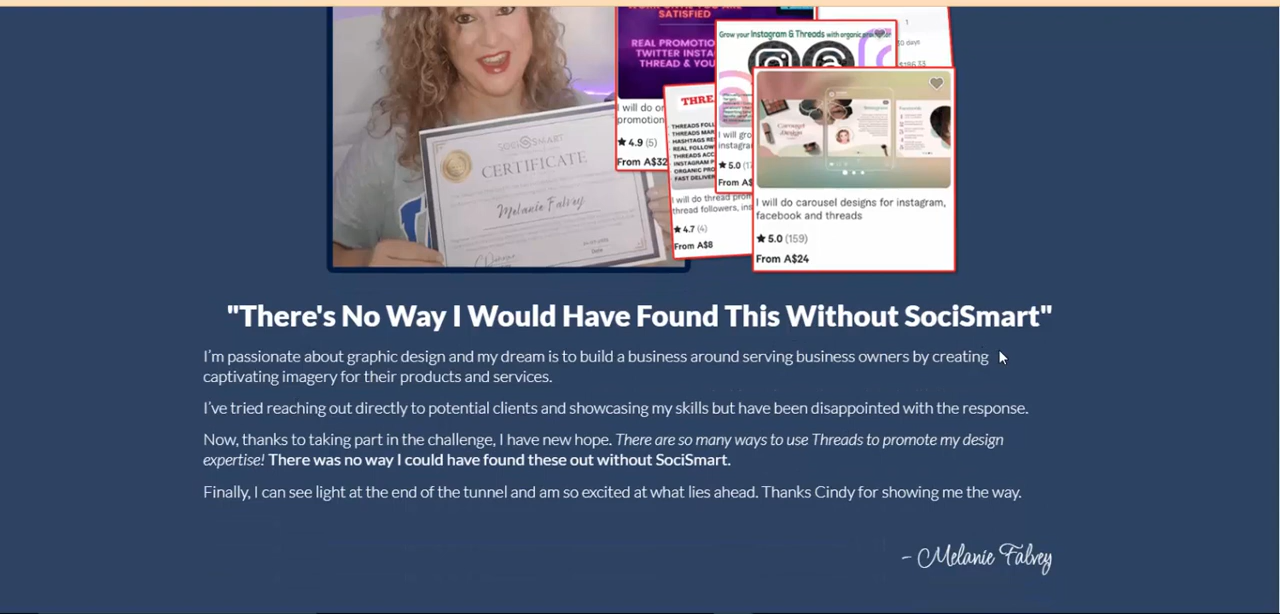 SATISFIED
REAL PROMOTIO
TWITTER INSTA
THREAD & YOU
I will do or
promotion
★ 4.9 (5)
From A$32
Grow your Instagram & Threads with organic
1
30 days
THRE
THREADS FOLL
THREADS MAR
HASHTAGS RE
REAL FOLLOW
THREADS ACC
INSTAGRAM P
ORGANIC PRO
FAST DELIVER
I will do thread prom
thread followers, ins
★ 4.7 (4)
From A$8
I will gro
instagra
★ 5.0 (1
From A$
Carousel
Design
I will do carousel designs for instagram,
facebook and threads
★ 5.0 (159)
From A$24
SOCISMART
CERTIFICATE
Melanie Falvey
"There's No Way I Would Have Found This Without SociSmart"
I'm passionate about graphic design and my dream is to build a business around serving business owners by creating
captivating imagery for their products and services.
I've tried reaching out directly to potential clients and showcasing my skills but have been disappointed with the response.
Now, thanks to taking part in the challenge, I have new hope. There are so many ways to use Threads to promote my design
expertise! There was no way I could have found these out without SociSmart.
Finally, I can see light at the end of the tunnel and am so excited at what lies ahead. Thanks Cindy for showing me the way.
– Melanie Falvey